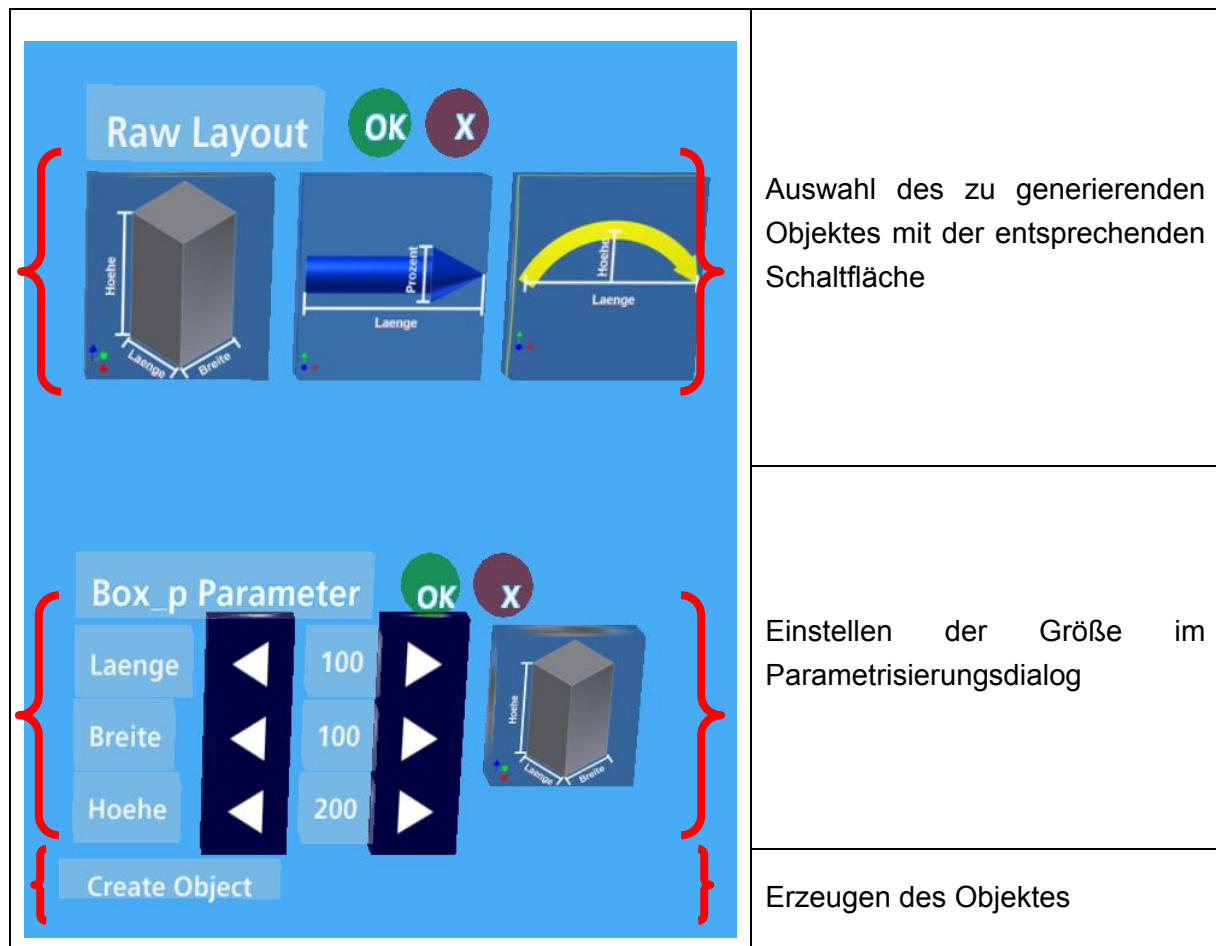 Raw Layout OK X
Hoehe
Laenge
Breite
Prozent
Laenge
Hoehe
Laenge
Auswahl des zu generierenden
Objektes mit der entsprechenden
Schaltfläche
Box_p Parameter OK X
Laenge 100
Breite 100
Hoehe 200
Hoehe
Laenge
Breite
Einstellen der Größe im
Parametrisierungsdialog
Create Object
Erzeugen des Objektes